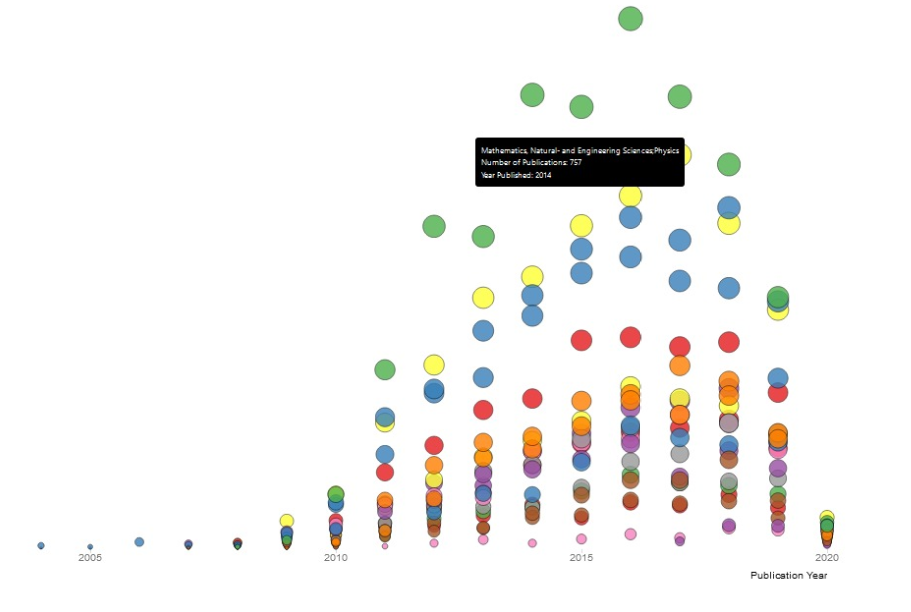 Mathematics, Natural- and Engineering Sciences;Physics
Number of Publications: 757
Year Published: 2014
2005
2010
2015
2020
Publication Year